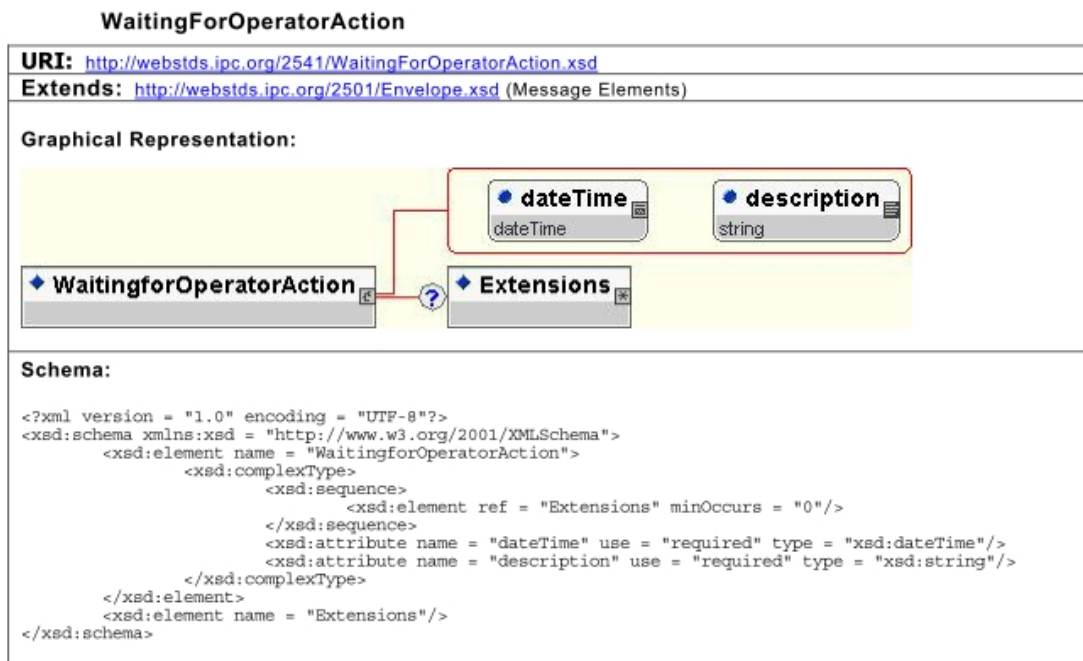 WaitingForOperatorAction
URI: http://webstds.ipc.org/2541/WaitingForOperatorAction.xsd
Extends: http://webstds.ipc.org/2501/Envelope.xsd (Message Elements)
Graphical Representation:
dateTime description
dateTime string
WaitingforOperatorAction ? Extensions
Schema:
<?xml version = "1.0" encoding = "UTF-8"?>
<xsd:schema xmlns:xsd = "http://www.w3.org/2001/XMLSchema">
<xsd:element name = "WaitingforOperatorAction">
<xsd:complexType>
<xsd:sequence>
<xsd:element ref = "Extensions" minOccurs = "0"/>
</xsd:sequence>
<xsd:attribute name = "dateTime" use = "required" type = "xsd:dateTime"/>
<xsd:attribute name = "description" use = "required" type = "xsd:string"/>
</xsd:complexType>
</xsd:element>
<xsd:element name = "Extensions"/>
</xsd:schema>